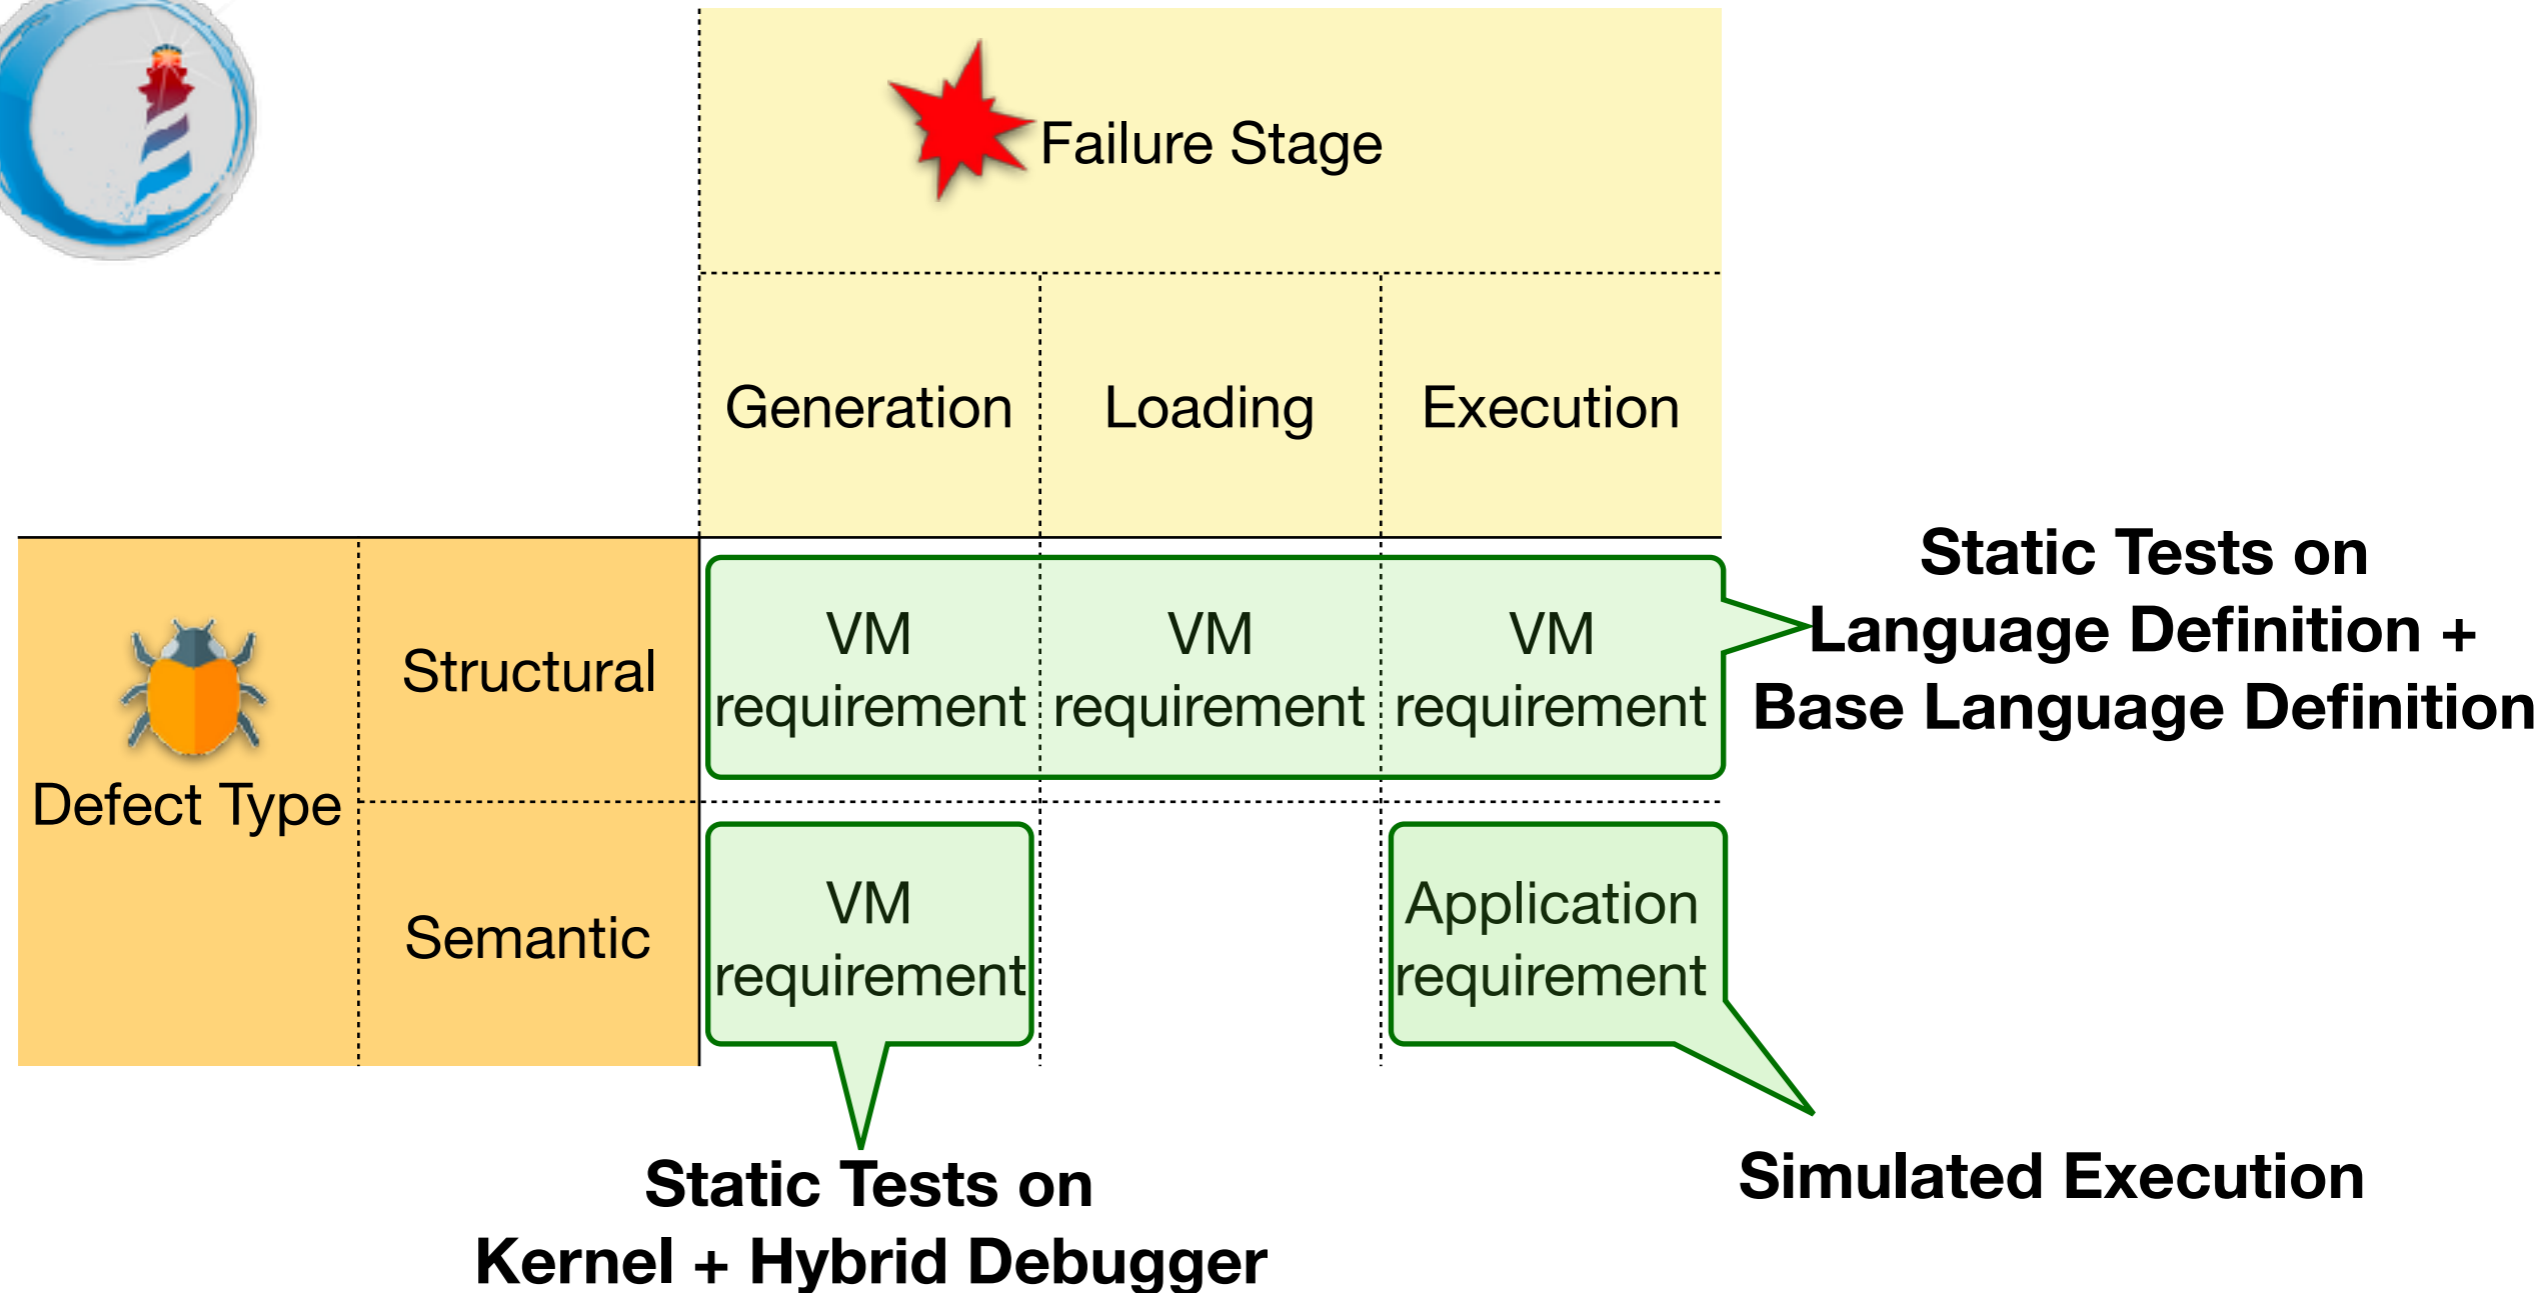 Failure Stage
Generation
Loading
Execution
Defect Type
Structural
VM
requirement
VM
requirement
VM
requirement
Static Tests on
Language Definition +
Base Language Definition
Semantic
VM
requirement
Application
requirement
Static Tests on
Kernel + Hybrid Debugger
Simulated Execution